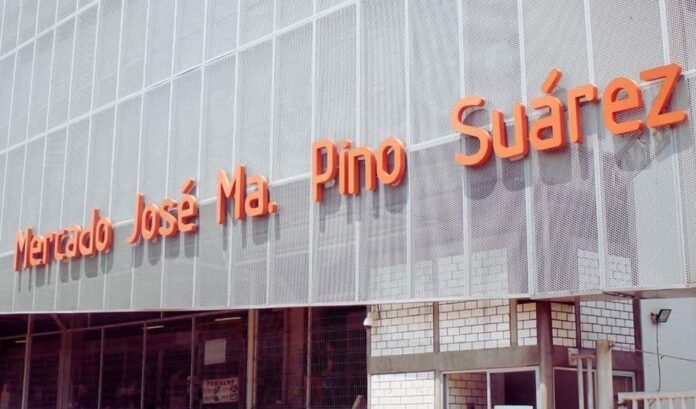 Mercado José Ma. Pino Suárez